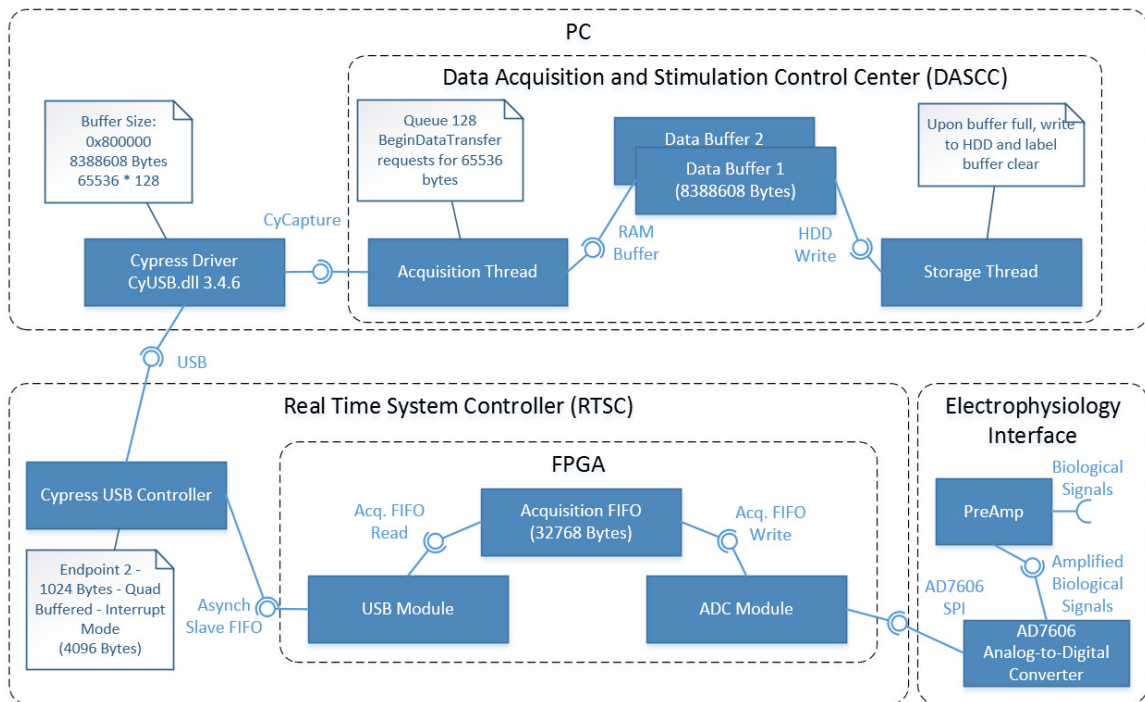 PC
Data Acquisition and Stimulation Control Center (DASCC)
Buffer Size:
0x800000
8388608 Bytes
65536 * 128
Queue 128
BeginDataTransfer
requests for 65536
bytes
Data Buffer 2
Data Buffer 1
(8388608 Bytes)
Upon buffer full, write
to HDD and label
buffer clear
CyCapture
RAM
Buffer
HDD
Write
Cypress Driver
CyUSB.dll 3.4.6
Acquisition Thread
Storage Thread
USB
Real Time System Controller (RTSC)
FPGA
Cypress USB Controller
Acq. FIFO
Read
Acquisition FIFO
(32768 Bytes)
Acq. FIFO
Write
Endpoint 2 -
1024 Bytes - Quad
Buffered - Interrupt
Mode
(4096 Bytes)
Asynch
Slave FIFO
USB Module
ADC Module
Electrophysiology
Interface
Biological
Signals
PreAmp
Amplified
Biological
Signals
AD7606
SPI
AD7606
Analog-to-Digital
Converter